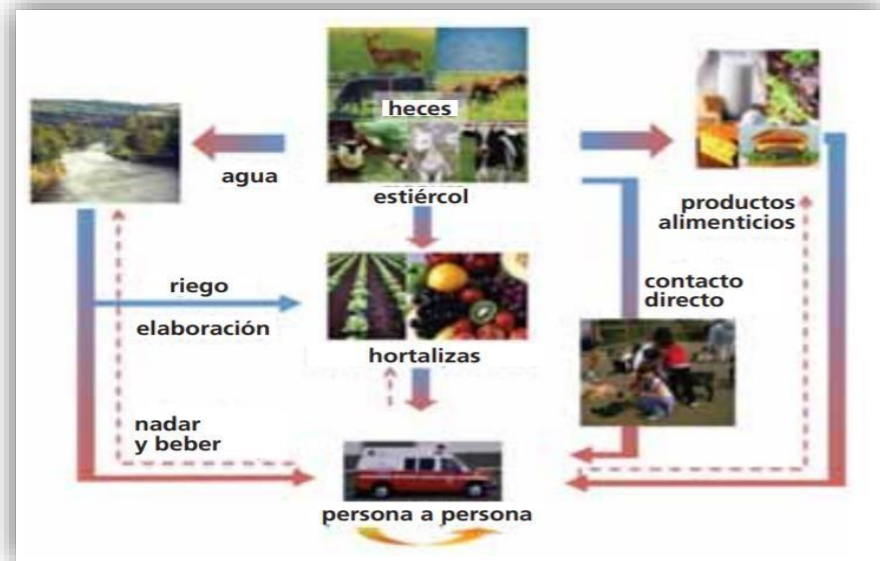 heces
estiércol
agua
productos
alimenticios
riego
elaboración
contacto
directo
hortalizas
nadar
y beber
persona a persona